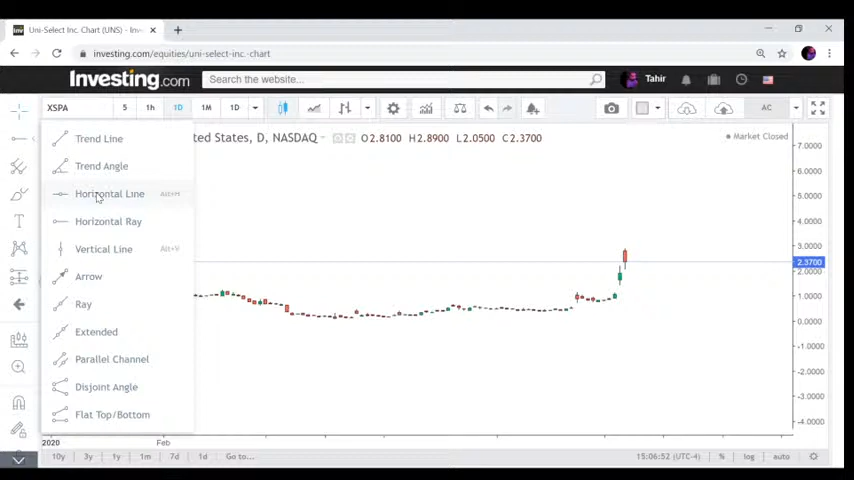 Uni-Select Inc. Chart (UNS) - Inv
investing.com/equities/uni-select-inc.-chart
Investing.com
Search the website...
Tahir
XSPA
5
1h
1D
1M
1D
AC
Trend Line
Trend Angle
Horizontal Line Alt+H
Horizontal Ray
Vertical Line Alt+V
Arrow
Ray
Extended
Parallel Channel
Disjoint Angle
Flat Top/Bottom
ted States, D, NASDAQ
O2.8100 H2.8900 L2.0500 C2.3700
Market Closed
7.0000
5.0000
4.0000
3.0000
2.3700
2.0000
1.0000
0.0000
-1.0000
-2.0000
-3.0000
-4.0000
2020
Feb
10y 3y 1y 1m 7d 1d Go to...
15:06:52 (UTC-4) % log auto